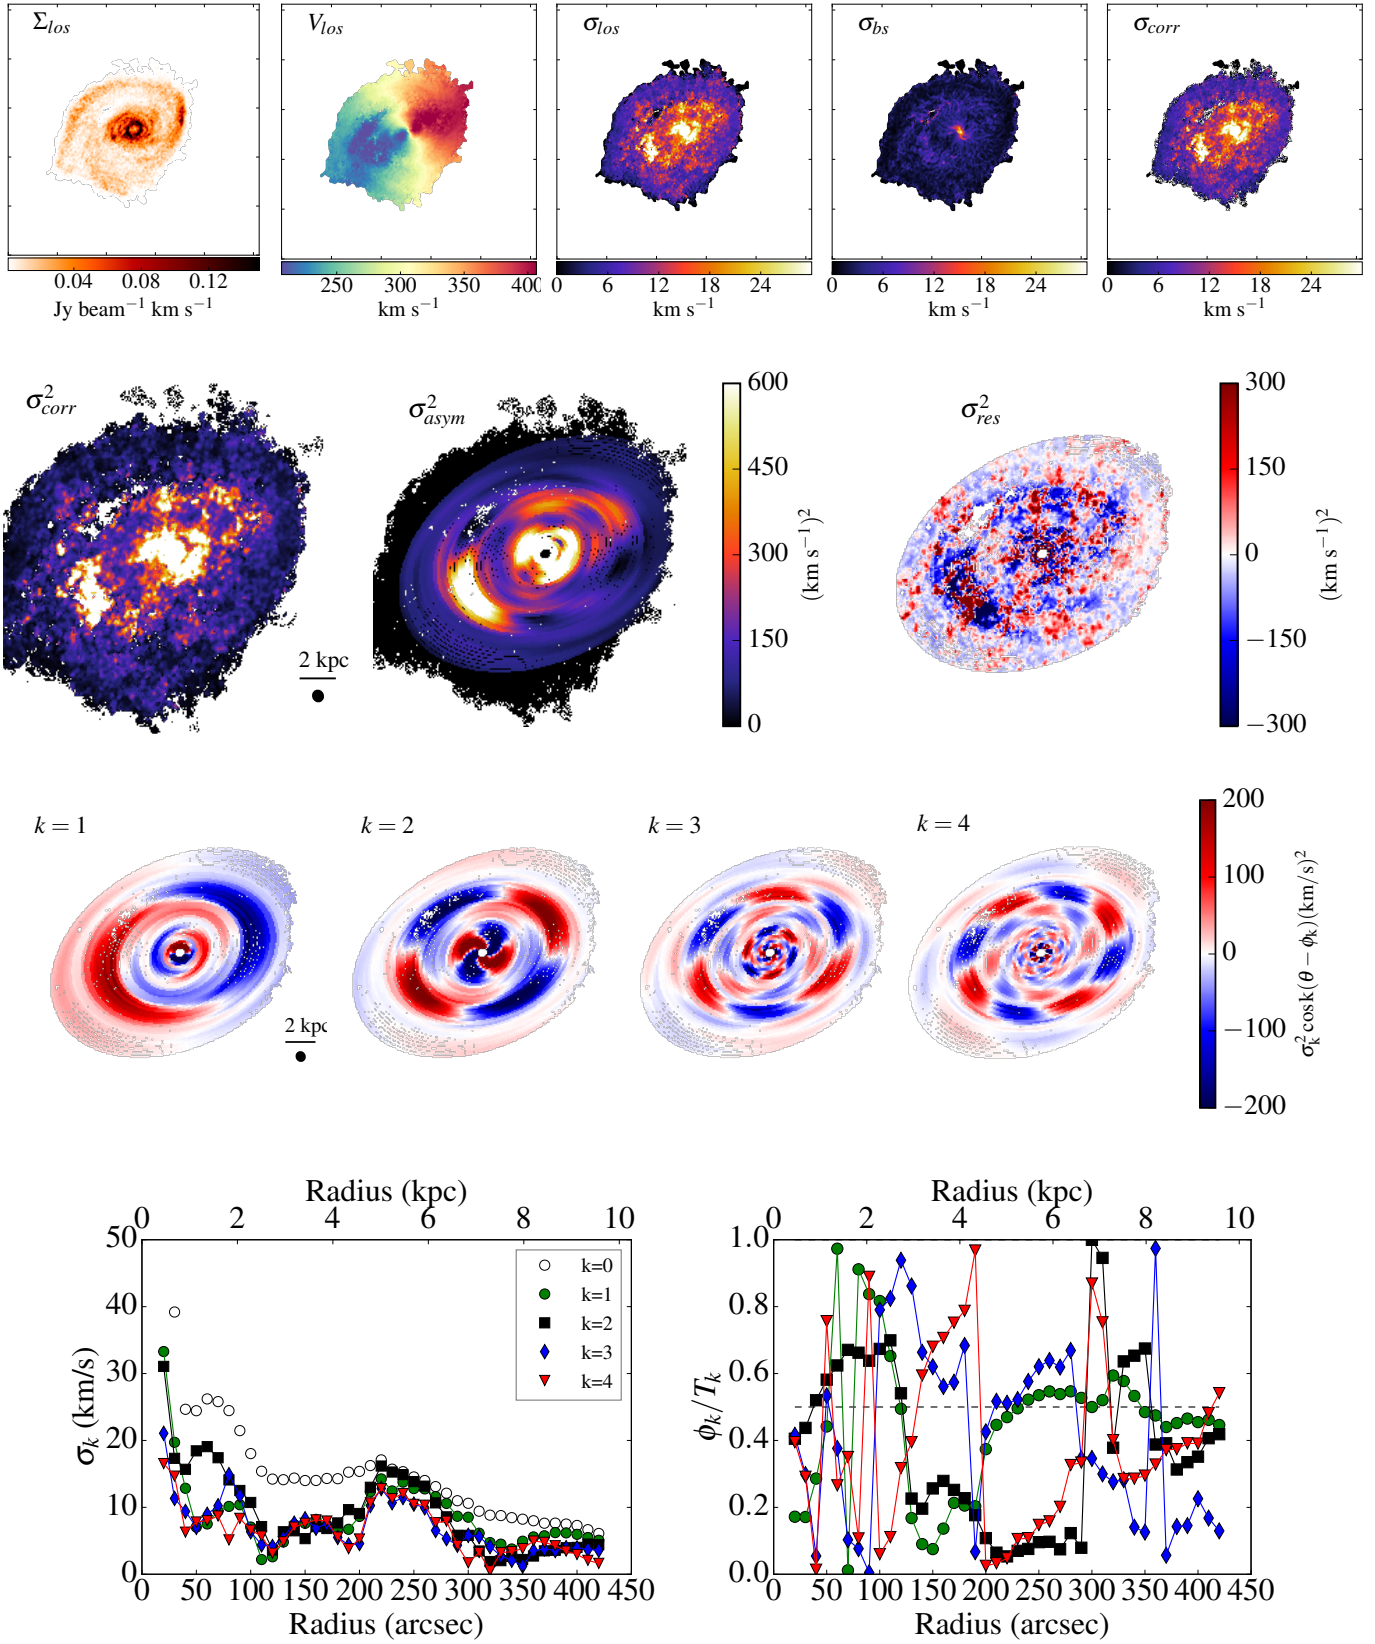 Σlos
Vlos
σlos
σbs
σcorr
0.04 0.08 0.12
Jy beam⁻¹ km s⁻¹
250 300 350 400
km s⁻¹
0 6 12 18 24
km s⁻¹
0 6 12 18 24
km s⁻¹
0 6 12 18 24
km s⁻¹
σ²corr
2 kpc
σ²asym
600
450
300
150
0
(km s⁻¹)²
σ²res
300
150
0
−150
−300
(km s⁻¹)²
k = 1
2 kpc
k = 2
k = 3
k = 4
200
100
0
−100
−200
σ²k cos k(θ − ϕk) (km/s)²
Radius (kpc)
0 2 4 6 8 10
50
40
30
20
10
0
σk (km/s)
k=0
k=1
k=2
k=3
k=4
0 50 100 150 200 250 300 350 400 450
Radius (arcsec)
Radius (kpc)
0 2 4 6 8 10
1.0
0.8
0.6
0.4
0.2
0.0
ϕk/Tk
0 50 100 150 200 250 300 350 400 450
Radius (arcsec)